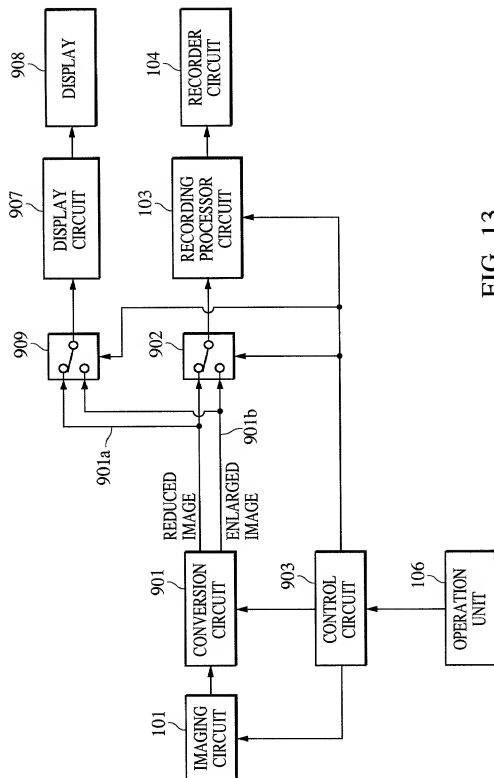 908
DISPLAY
104
RECORDER
CIRCUIT
907
DISPLAY
CIRCUIT
103
RECORDING
PROCESSOR
CIRCUIT
909
902
901a
901b
REDUCED
IMAGE
ENLARGED
IMAGE
901
CONVERSION
CIRCUIT
903
CONTROL
CIRCUIT
106
OPERATION
UNIT
101
IMAGING
CIRCUIT
FIG. 13